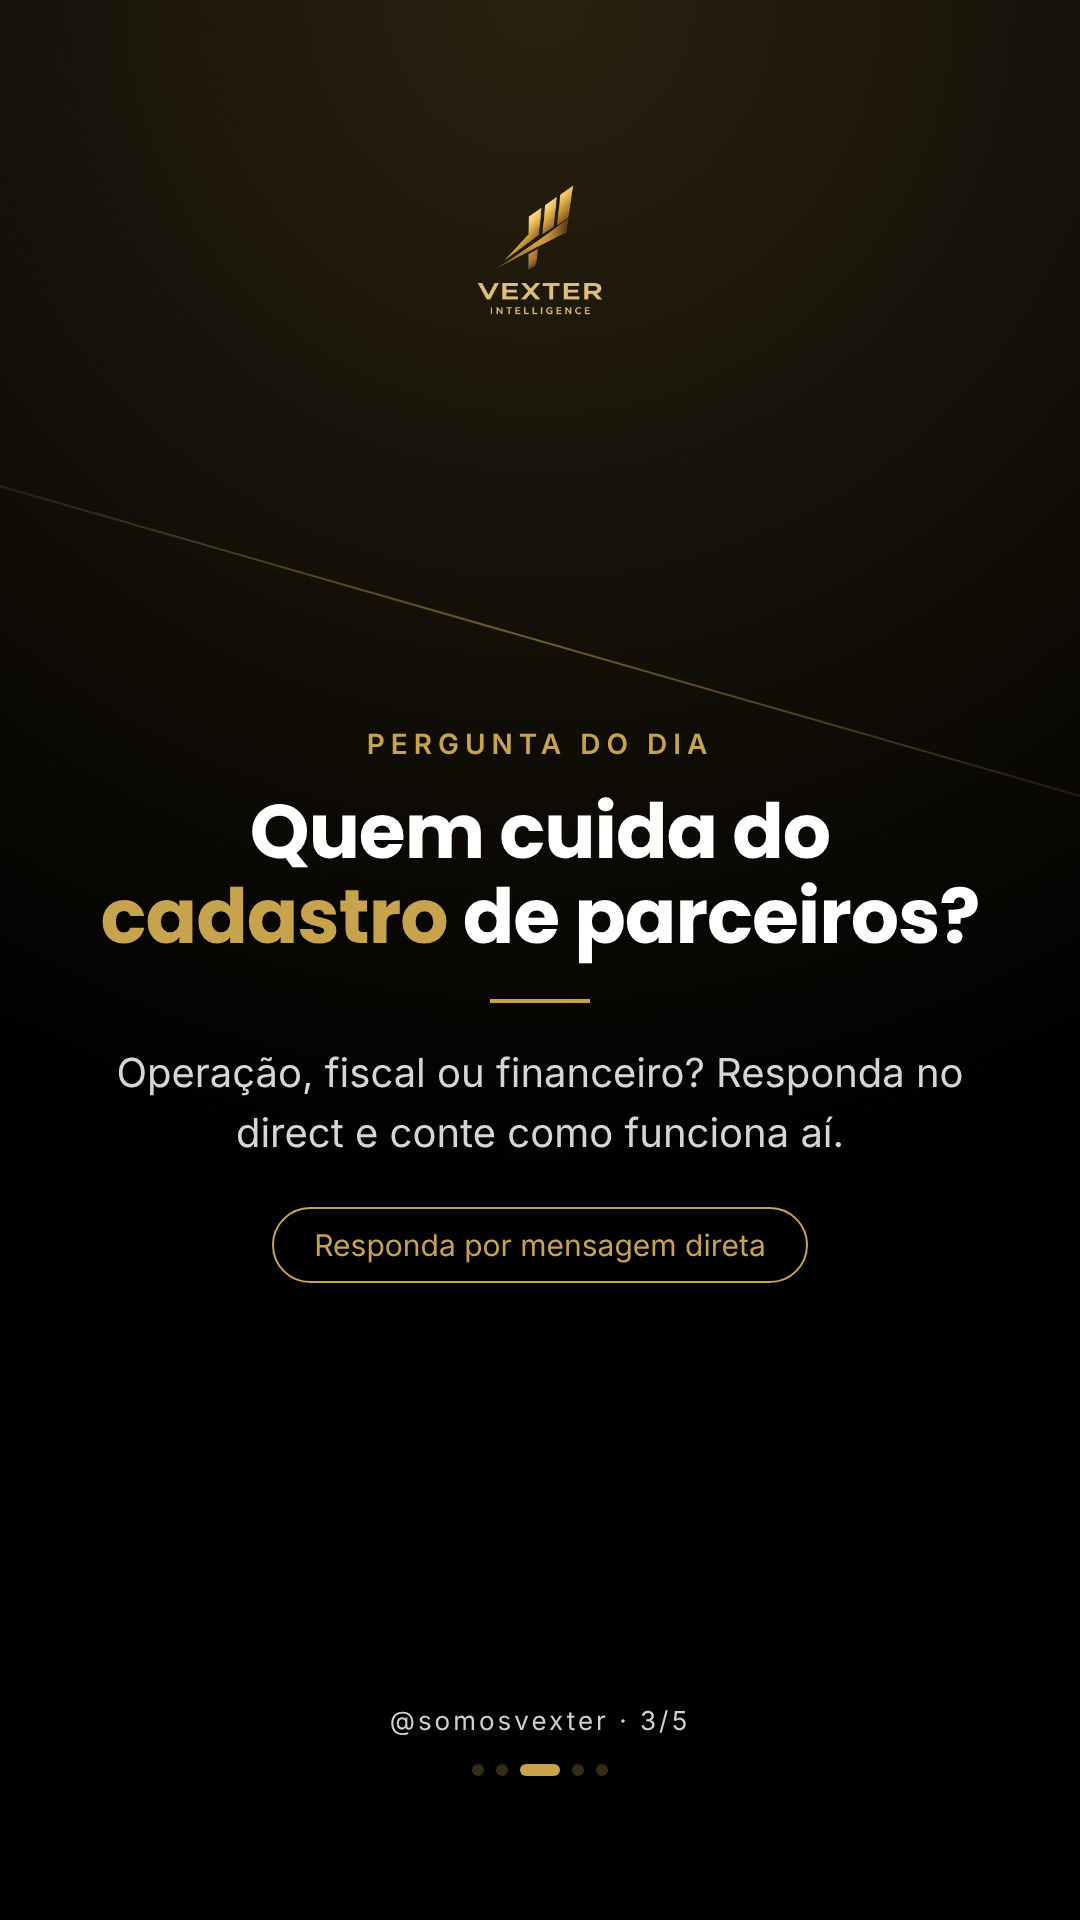 VEXTER
INTELLIGENCE
PERGUNTA DO DIA
Quem cuida do
cadastro de parceiros?
Operação, fiscal ou financeiro? Responda no
direct e conte como funciona aí.
Responda por mensagem direta
@somosvexter · 3/5